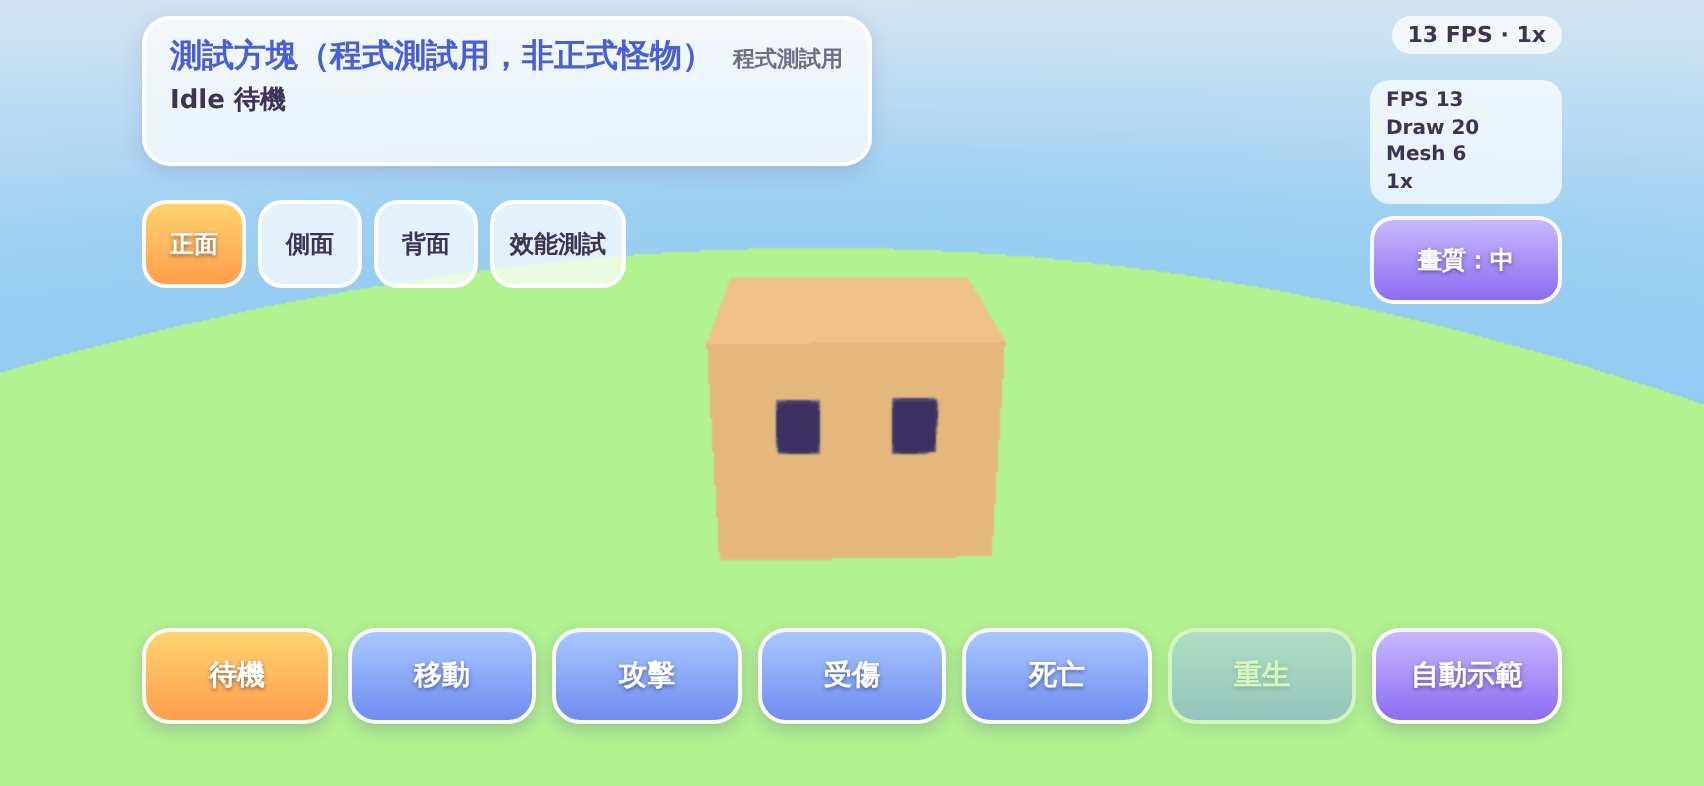 測試方塊（程式測試用，非正式怪物） 程式測試用
Idle 待機
13 FPS · 1x
FPS 13
Draw 20
Mesh 6
1x
正面
側面
背面
效能測試
畫質：中
待機
移動
攻擊
受傷
死亡
重生
自動示範